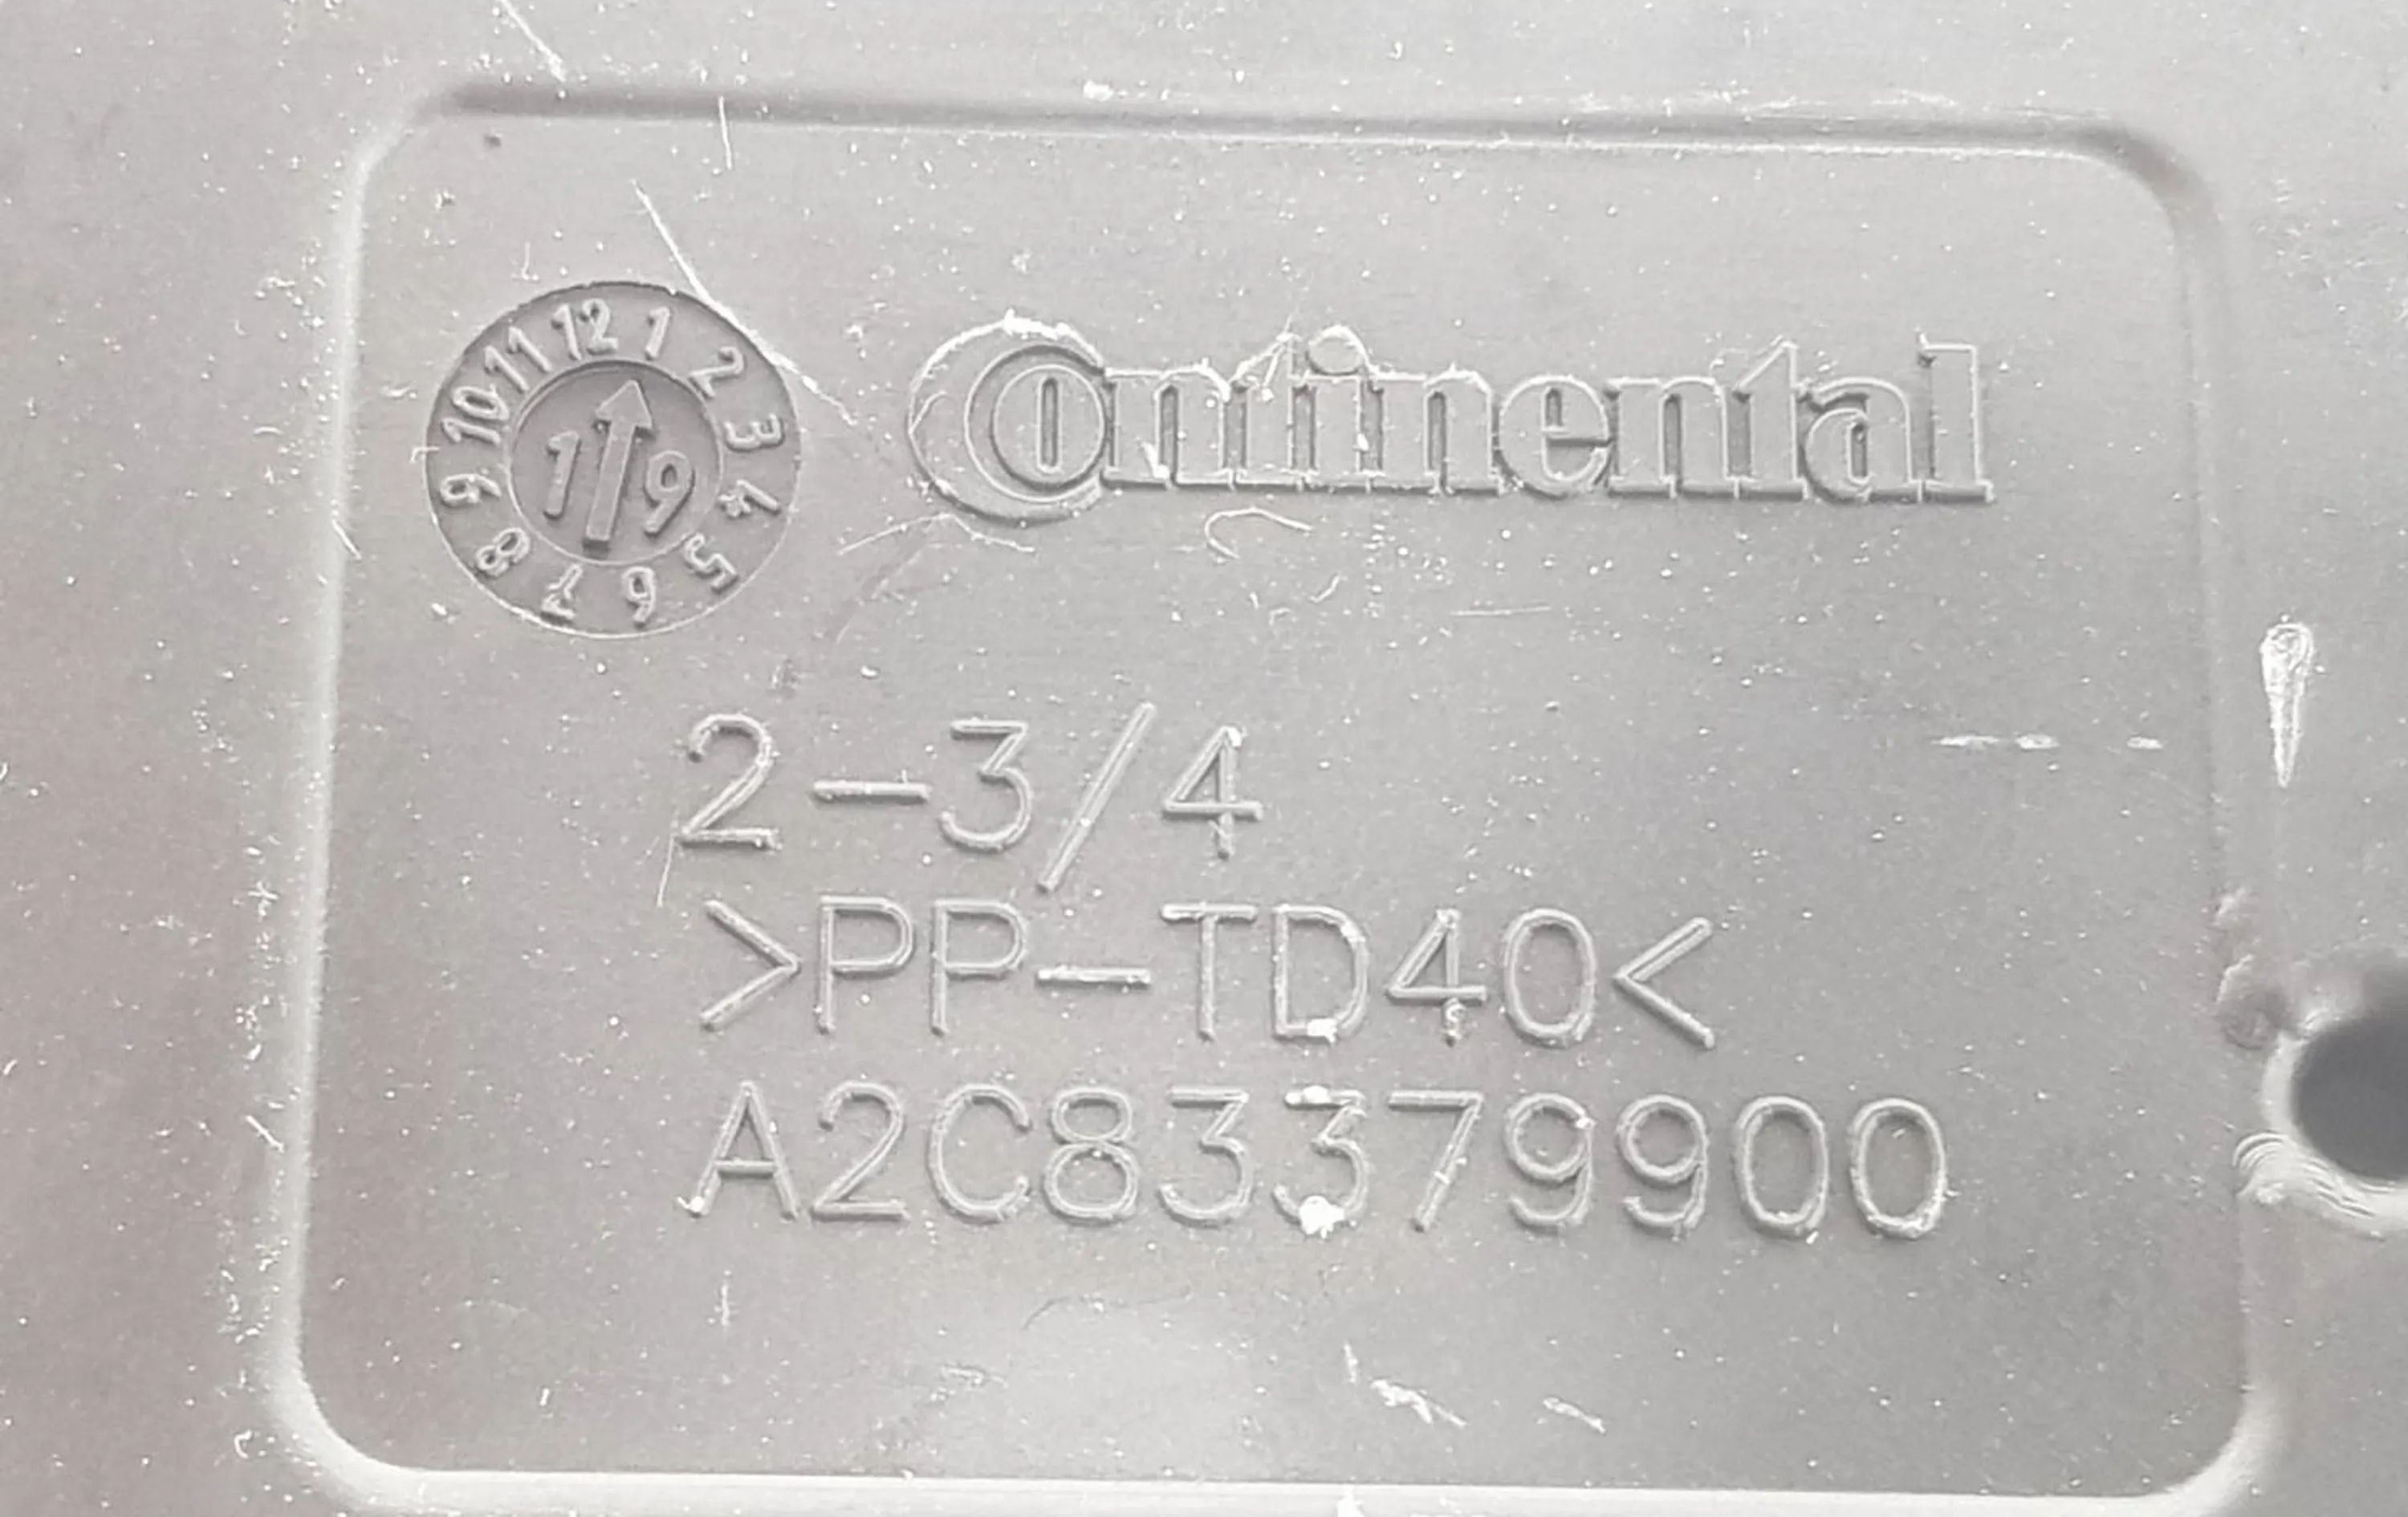 12 1 2 3 4 5 6 7 8 9 10 11
1 9
Continental
2-3/4
>PP-TD40<
A2C83379900